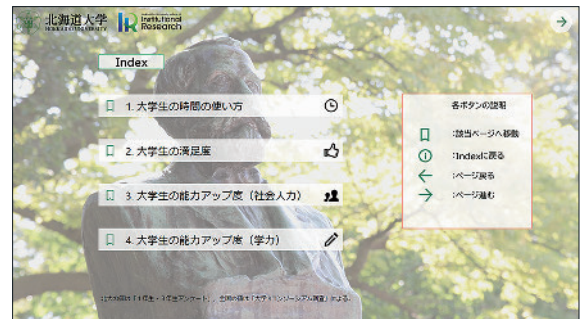 北海道大学
HOKKAIDO UNIVERSITY
Institutional
Research
Index
1. 大学生の時間の使い方
2. 大学生の満足度
3. 大学生の能力アップ度（社会人力）
4. 大学生の能力アップ度（学力）
各ボタンの説明
:該当ページへ移動
:Indexに戻る
:ページ戻る
:ページ進む